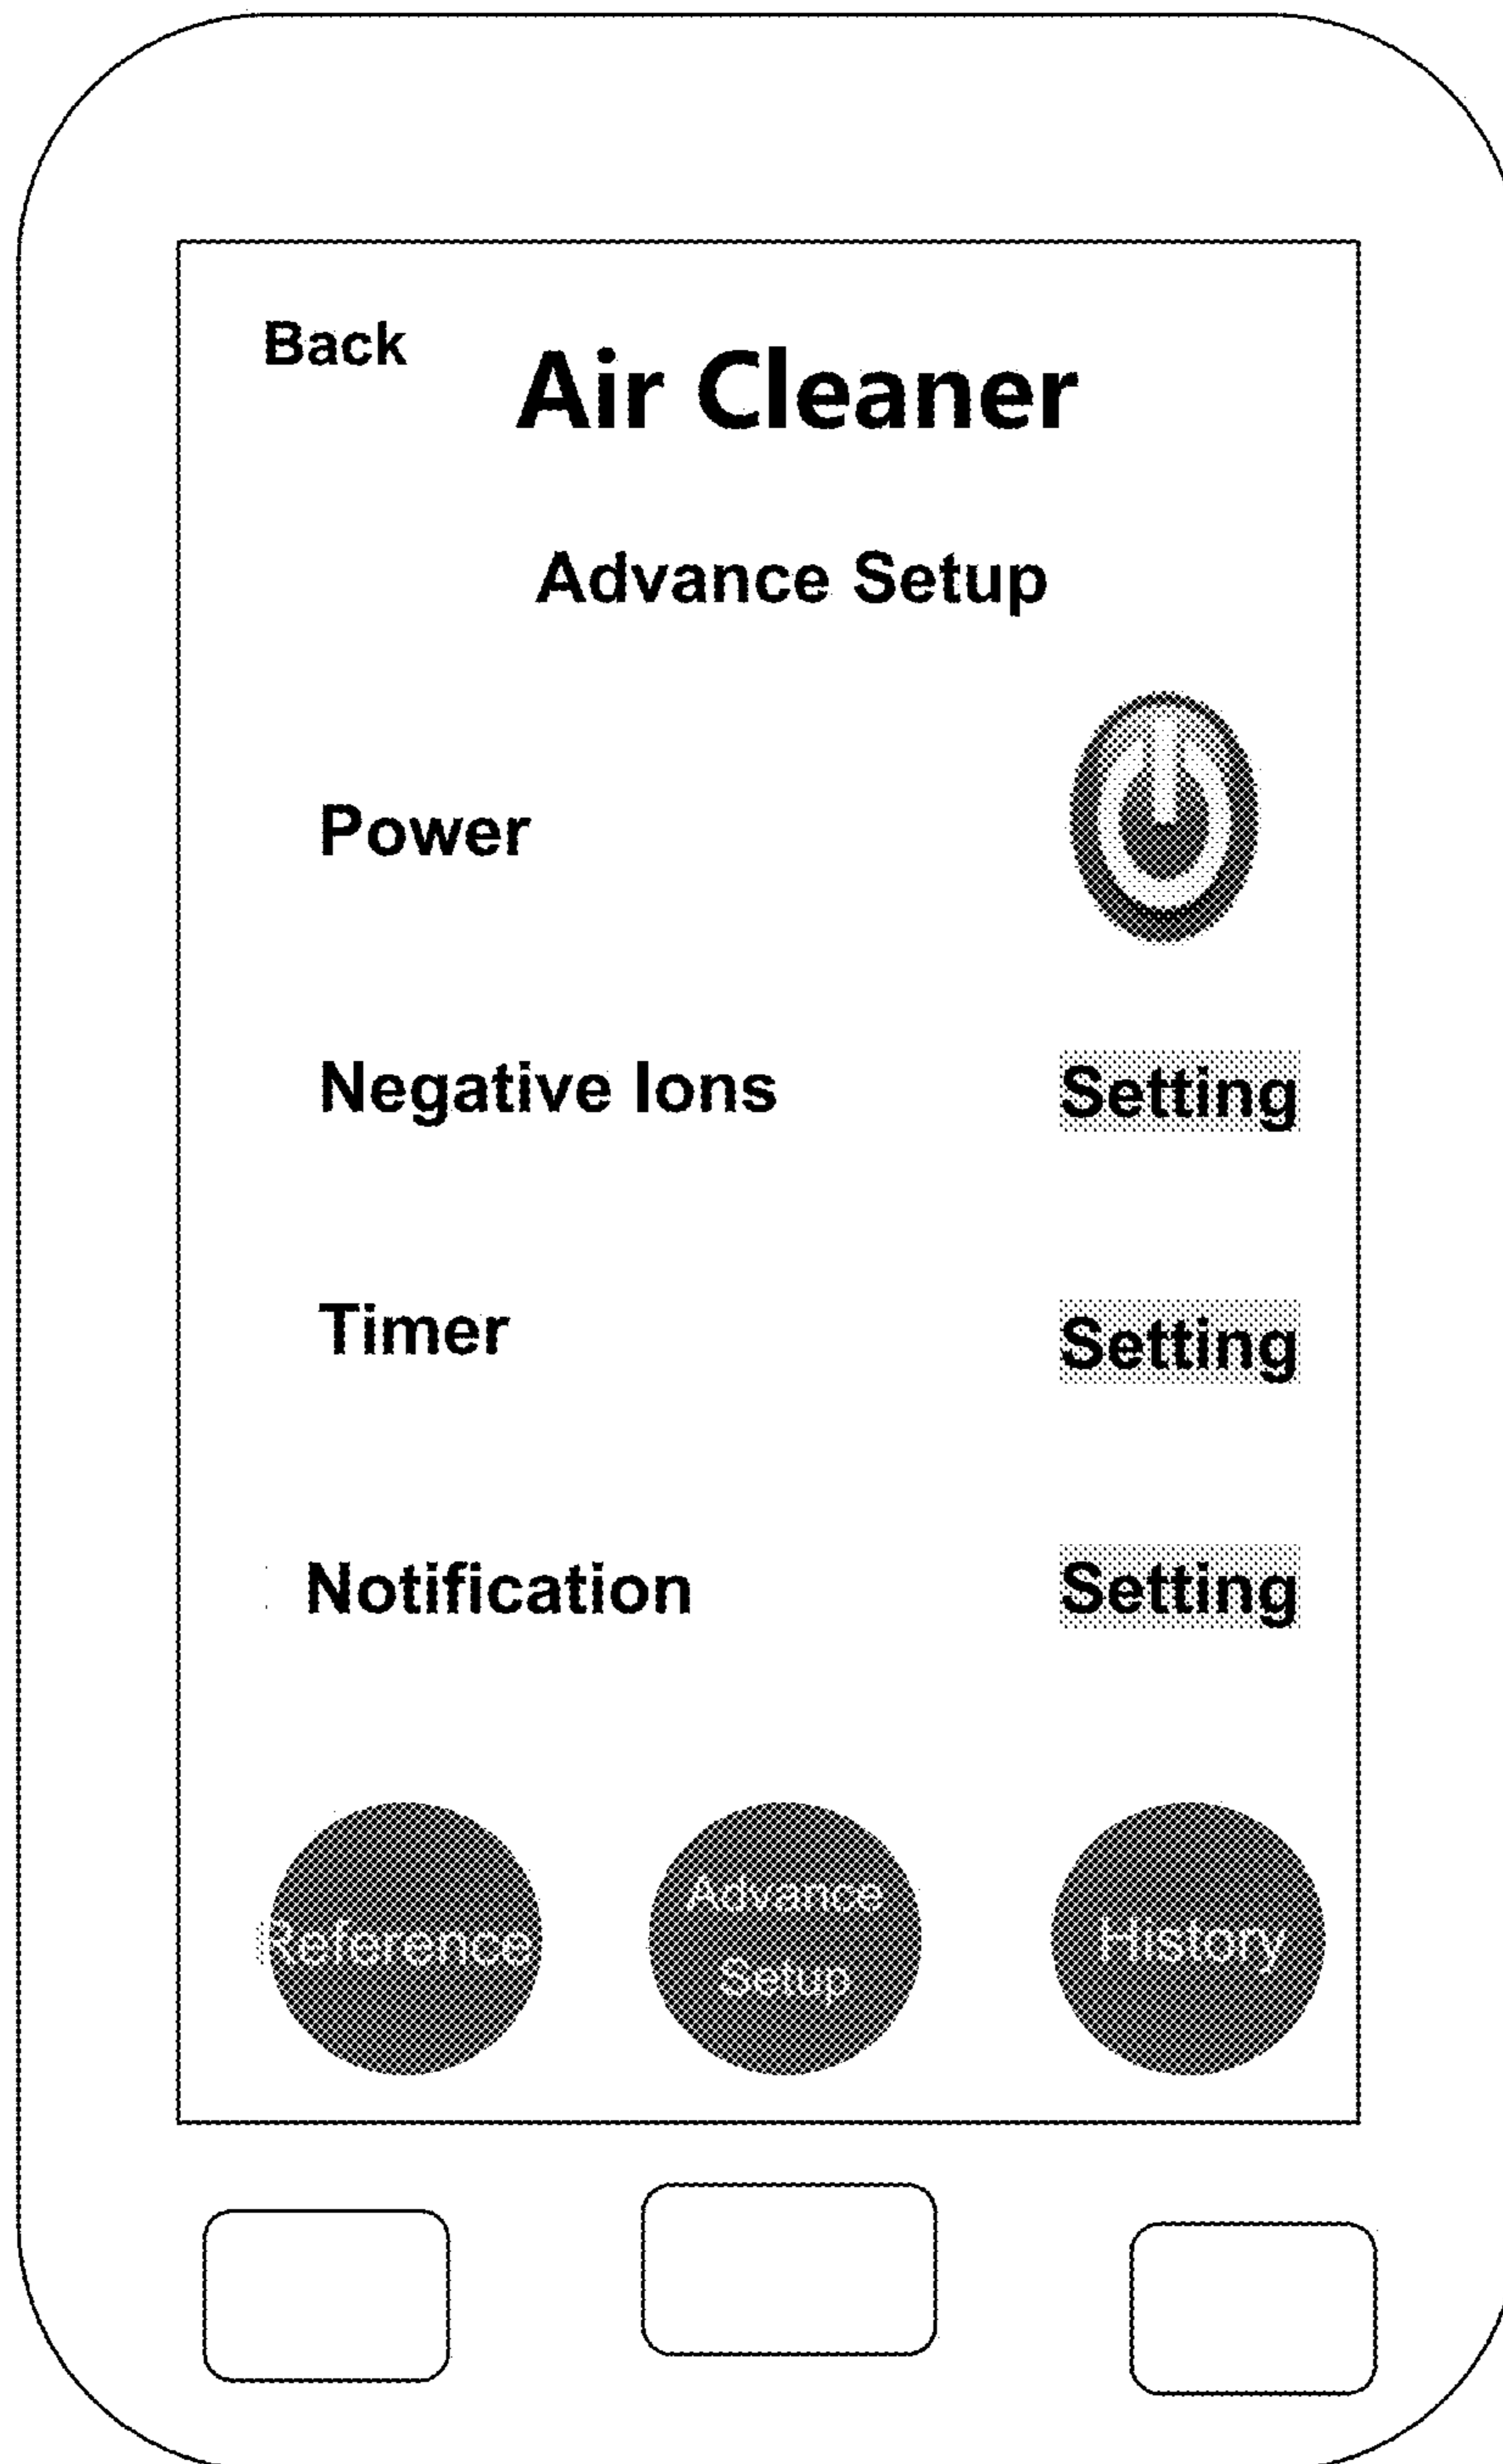 Back
Air Cleaner
Advance Setup
Power
Negative Ions Setting
Timer Setting
Notification Setting
Reference
Advance
Setup
History